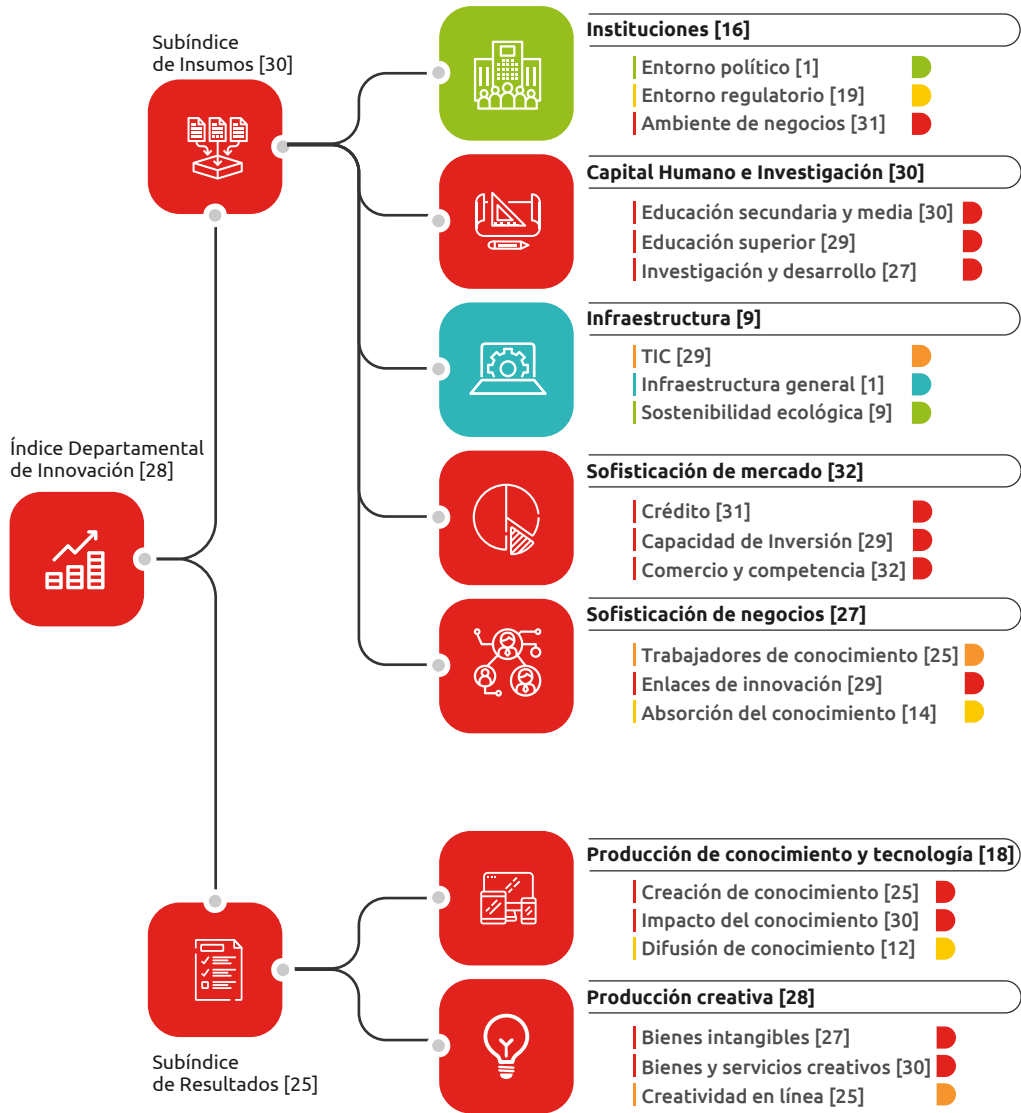 Subíndice
de Insumos [30]
Instituciones [16]
Entorno político [1]
Entorno regulatorio [19]
Ambiente de negocios [31]
Capital Humano e Investigación [30]
Educación secundaria y media [30]
Educación superior [29]
Investigación y desarrollo [27]
Infraestructura [9]
TIC [29]
Infraestructura general [1]
Sostenibilidad ecológica [9]
Índice Departamental
de Innovación [28]
Sofisticación de mercado [32]
Crédito [31]
Capacidad de Inversión [29]
Comercio y competencia [32]
Sofisticación de negocios [27]
Trabajadores de conocimiento [25]
Enlaces de innovación [29]
Absorción del conocimiento [14]
Producción de conocimiento y tecnología [18]
Creación de conocimiento [25]
Impacto del conocimiento [30]
Difusión de conocimiento [12]
Producción creativa [28]
Bienes intangibles [27]
Bienes y servicios creativos [30]
Creatividad en línea [25]
Subíndice
de Resultados [25]